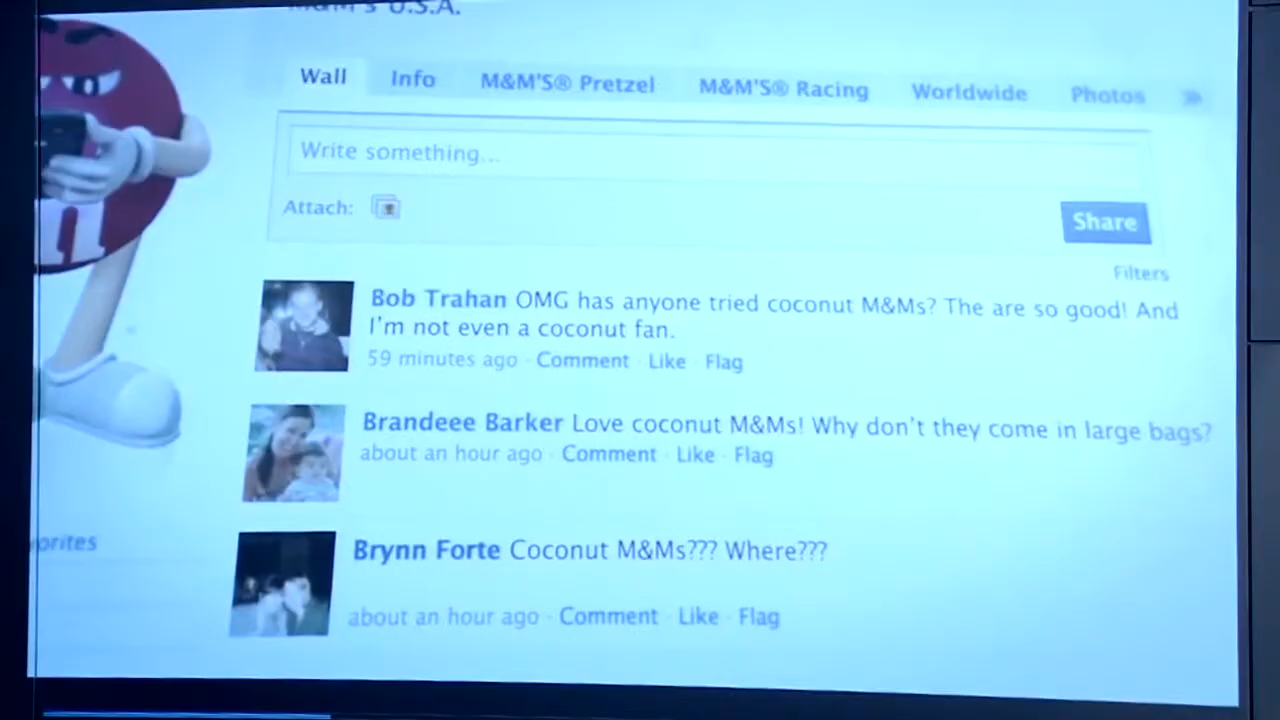 M&M's U.S.A.
Wall Info M&M'S® Pretzel M&M'S® Racing Worldwide Photos »
Write something...
Attach:
Share
Filters
Bob Trahan OMG has anyone tried coconut M&Ms? The are so good! And
I'm not even a coconut fan.
59 minutes ago · Comment · Like · Flag
Brandeee Barker Love coconut M&Ms! Why don't they come in large bags?
about an hour ago · Comment · Like · Flag
orites
Brynn Forte Coconut M&Ms??? Where???
about an hour ago · Comment · Like · Flag
m